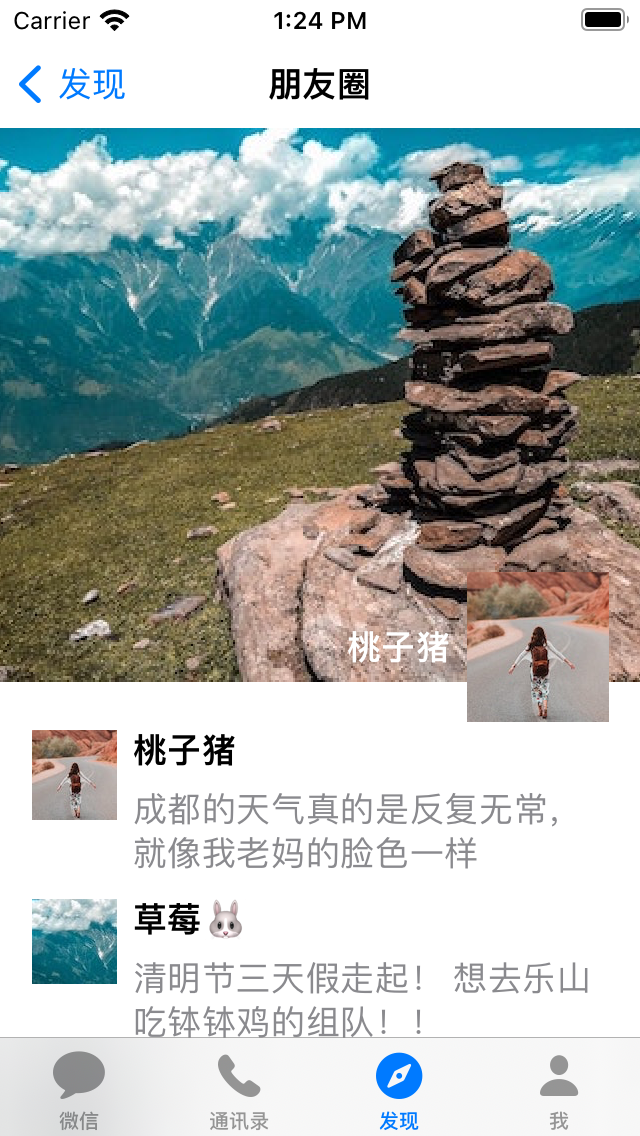 Carrier 1:24 PM
发现 朋友圈
桃子猪
桃子猪
成都的天气真的是反复无常,
就像我老妈的脸色一样
草莓🐰
清明节三天假走起! 想去乐山
吃钵钵鸡的组队!!
微信 通讯录 发现 我